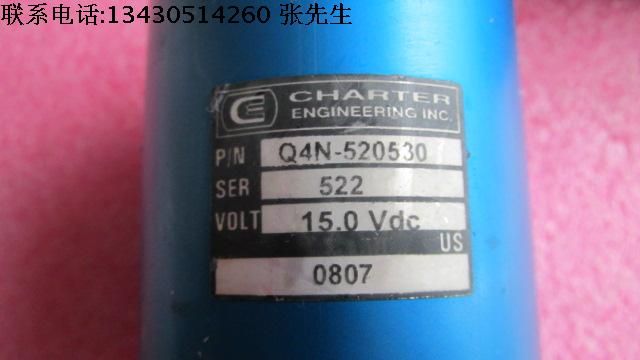 联系电话:13430514260 张先生
CE CHARTER
ENGINEERING INC.
P/N Q4N-520530
SER 522
VOLT 15.0 Vdc
US
0807